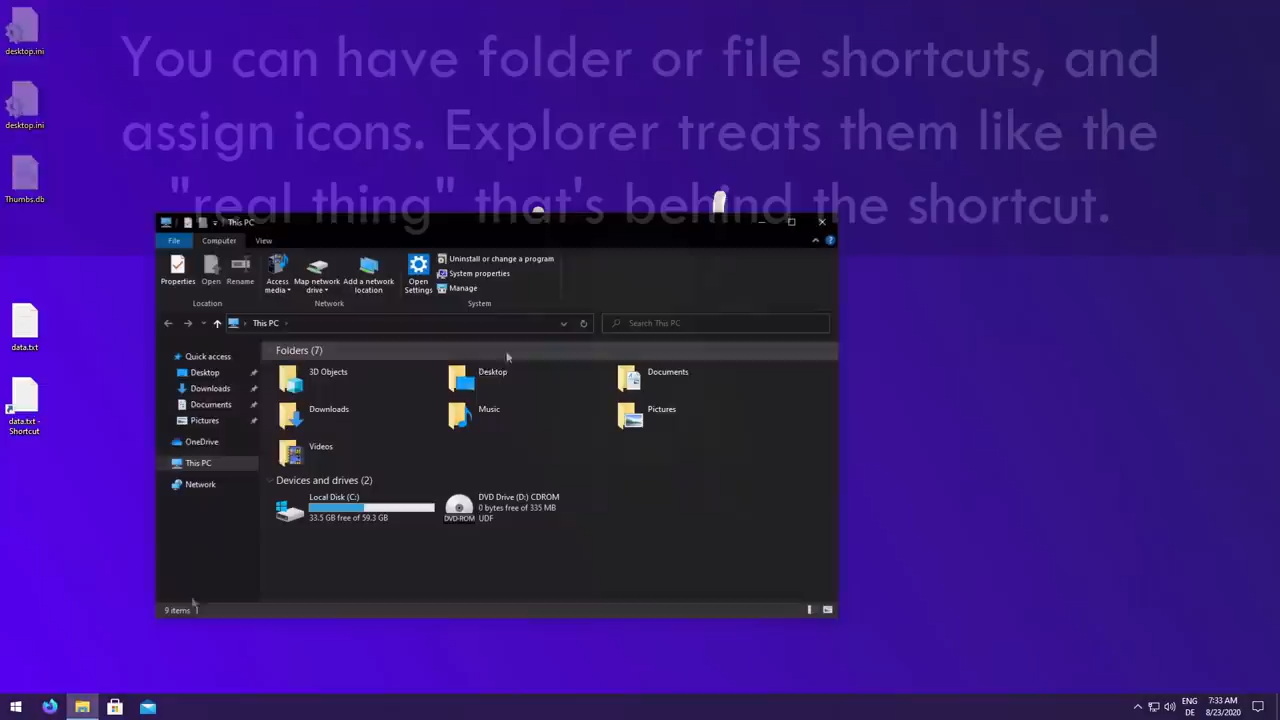 You can have folder or file shortcuts, and
assign icons. Explorer treats them like the
"real thing" that's behind the shortcut.
desktop.ini
desktop.ini
Thumbs.db
data.txt
data.txt -
Shortcut
This PC
File Computer View
Properties Open Rename
Location
Access
media
Map network
drive
Add a network
location
Network
Open
Settings
Uninstall or change a program
System properties
Manage
System
This PC
Search This PC
Quick access
Desktop
Downloads
Documents
Pictures
OneDrive
This PC
Network
Folders (7)
3D Objects Desktop Documents
Downloads Music Pictures
Videos
Devices and drives (2)
Local Disk (C:)
33.5 GB free of 59.3 GB
DVD Drive (D:) CDROM
0 bytes free of 335 MB
UDF
DVD-ROM
9 items
ENG
DE
7:33 AM
8/23/2020